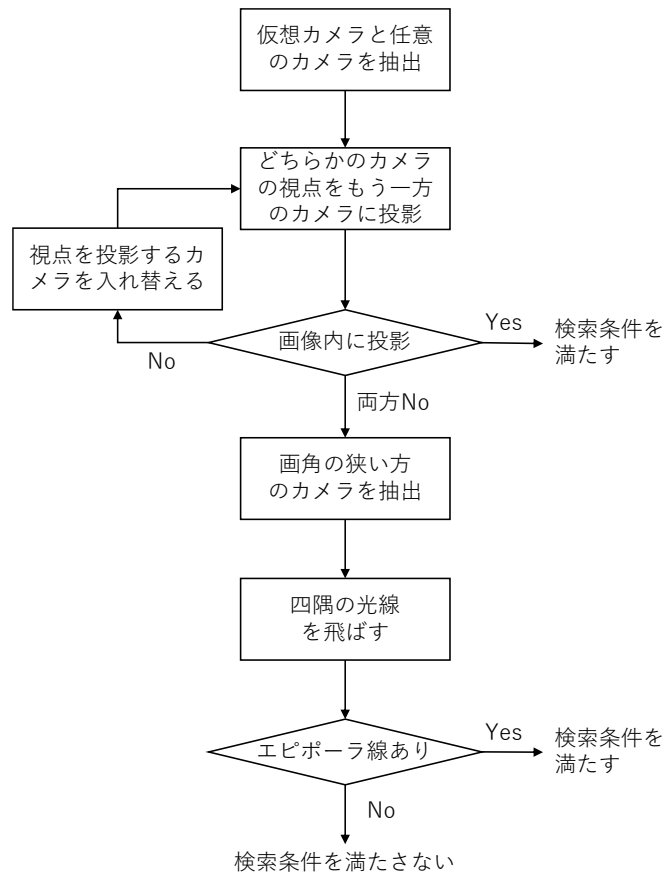 仮想カメラと任意
のカメラを抽出
どちらかのカメラ
の視点をもう一方
のカメラに投影
視点を投影するカ
メラを入れ替える
画像内に投影
Yes
検索条件を
満たす
No
両方No
画角の狭い方
のカメラを抽出
四隅の光線
を飛ばす
エピポーラ線あり
Yes
検索条件を
満たす
No
検索条件を満たさない